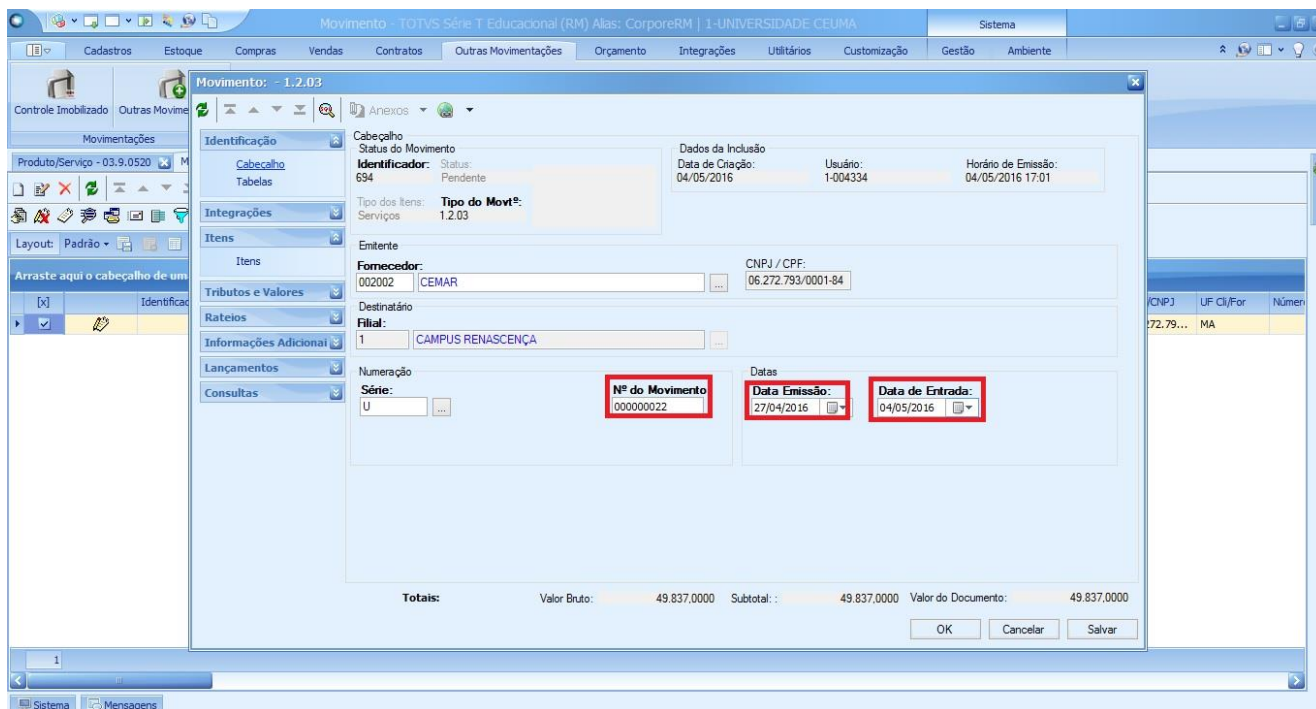 Movimento - TOTVS Série T Educacional (RM) Alias: CorporeRM | 1-UNIVERSIDADE CEUMA
Sistema
Cadastros Estoque Compras Vendas Contratos Outras Movimentações Orçamento Integrações Utilitários Customização Gestão Ambiente
Controle Imobilizado Outras Movime
Movimentações
Produto/Serviço - 03.9.0520 M
Layout: Padrão
Arraste aqui o cabeçalho de um
[x] Identificad /CNPJ UF Cli/For Número
272.79... MA
Movimento: - 1.2.03
Anexos
Identificação
Cabeçalho
Tabelas
Integrações
Itens
Itens
Tributos e Valores
Rateios
Informações Adicionai
Lançamentos
Consultas
Cabeçalho
Status do Movimento
Identificador: Status:
694 Pendente
Tipo dos Itens: Tipo do Movtº:
Serviços 1.2.03
Dados da Inclusão
Data de Criação: Usuário: Horário de Emissão:
04/05/2016 1-004334 04/05/2016 17:01
Emitente
Fornecedor: CNPJ / CPF:
002002 CEMAR ... 06.272.793/0001-84
Destinatário
Filial:
1 CAMPUS RENASCENÇA ...
Numeração
Série: Nº do Movimento
U ... 000000022
Datas
Data Emissão: Data de Entrada:
27/04/2016 04/05/2016
Totais: Valor Bruto: 49.837,0000 Subtotal: : 49.837,0000 Valor do Documento: 49.837,0000
OK Cancelar Salvar
1
Sistema Mensagens